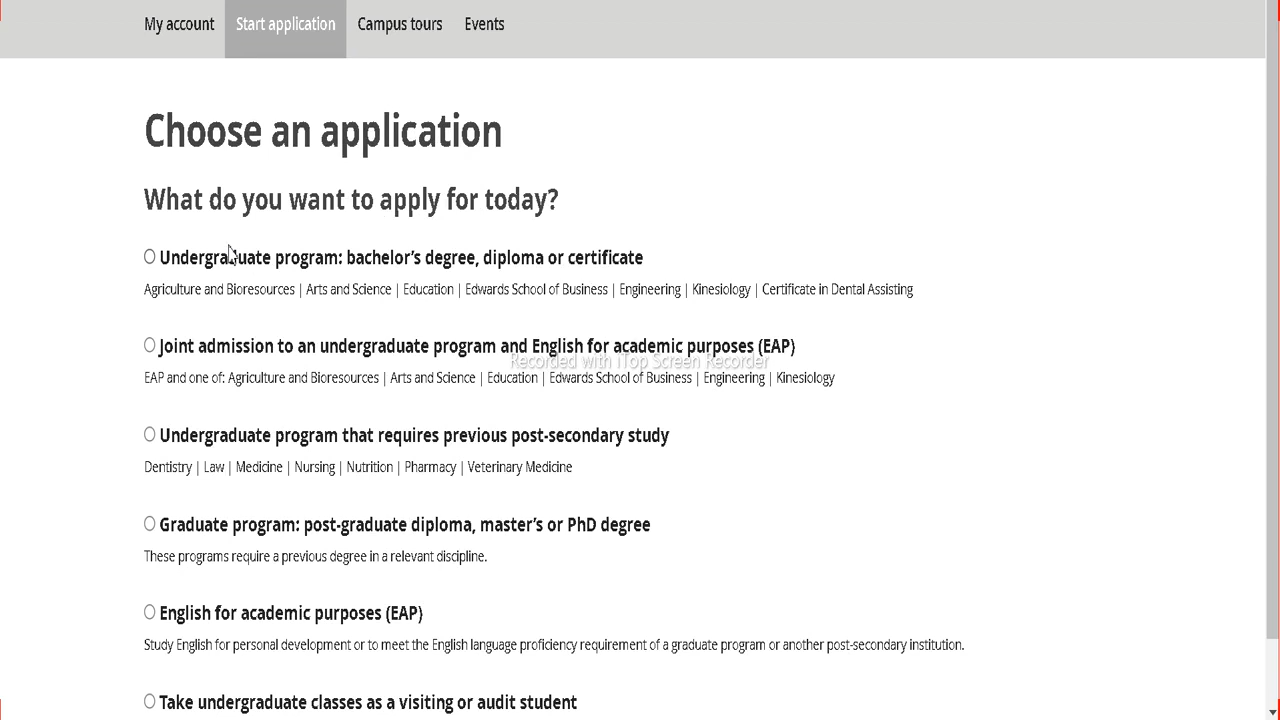 My account Start application Campus tours Events
Choose an application
What do you want to apply for today?
Undergraduate program: bachelor’s degree, diploma or certificate
Agriculture and Bioresources | Arts and Science | Education | Edwards School of Business | Engineering | Kinesiology | Certificate in Dental Assisting
Joint admission to an undergraduate program and English for academic purposes (EAP)
Recorded with iTop Screen Recorder
EAP and one of: Agriculture and Bioresources | Arts and Science | Education | Edwards School of Business | Engineering | Kinesiology
Undergraduate program that requires previous post-secondary study
Dentistry | Law | Medicine | Nursing | Nutrition | Pharmacy | Veterinary Medicine
Graduate program: post-graduate diploma, master’s or PhD degree
These programs require a previous degree in a relevant discipline.
English for academic purposes (EAP)
Study English for personal development or to meet the English language proficiency requirement of a graduate program or another post-secondary institution.
Take undergraduate classes as a visiting or audit student